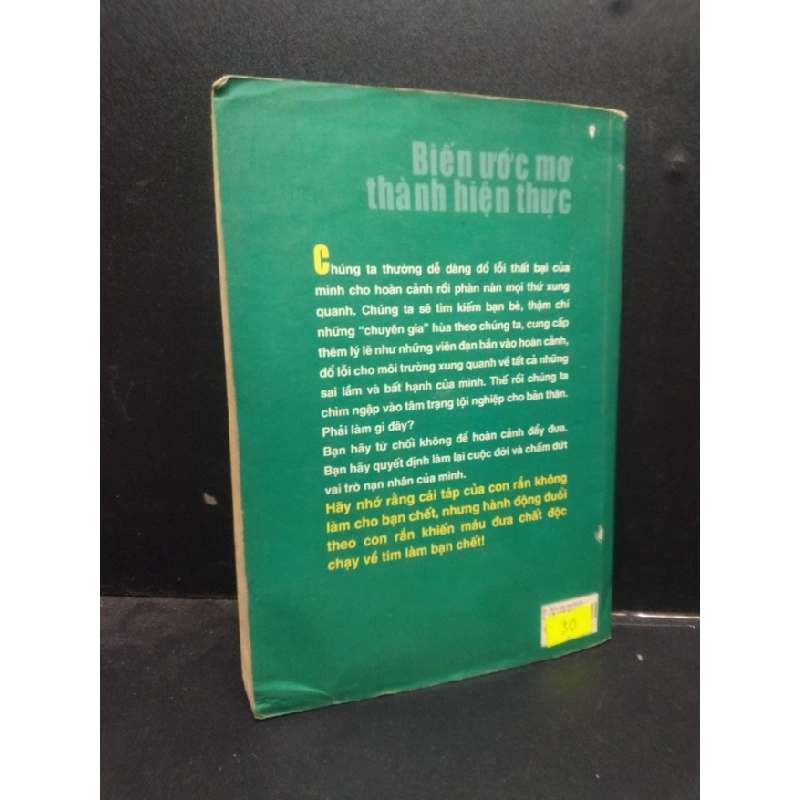 Biến ước mơ
thành hiện thực
Chúng ta thường dễ dàng đổ lỗi thất bại của
mình cho hoàn cảnh rồi phàn nàn mọi thứ xung
quanh. Chúng ta sẽ tìm kiếm bạn bè, thậm chí
những "chuyên gia" hùa theo chúng ta, cung cấp
thêm lý lẽ như những viên đạn bắn vào hoàn cảnh,
đổ lỗi cho môi trường xung quanh về tất cả những
sai lầm và bất hạnh của mình. Thế rồi chúng ta
chìm ngập vào tâm trạng tội nghiệp cho bản thân.
Phải làm gì đây?
Bạn hãy từ chối không để hoàn cảnh đẩy đưa.
Bạn hãy quyết định làm lại cuộc đời và chấm dứt
vai trò nạn nhân của mình.
Hãy nhớ rằng cái táp của con rắn không
làm cho bạn chết, nhưng hành động đuổi
theo con rắn khiến máu đưa chất độc
chạy về tim làm bạn chết!
30